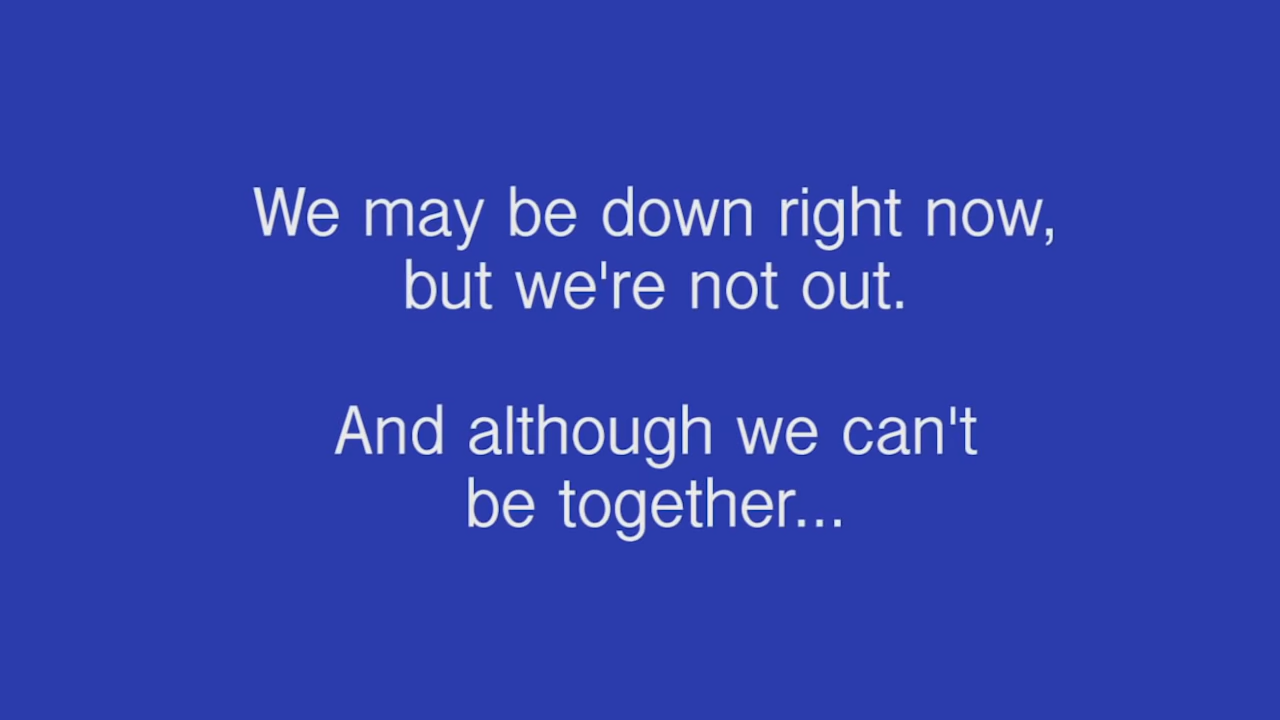 We may be down right now,
but we're not out.
And although we can't
be together...